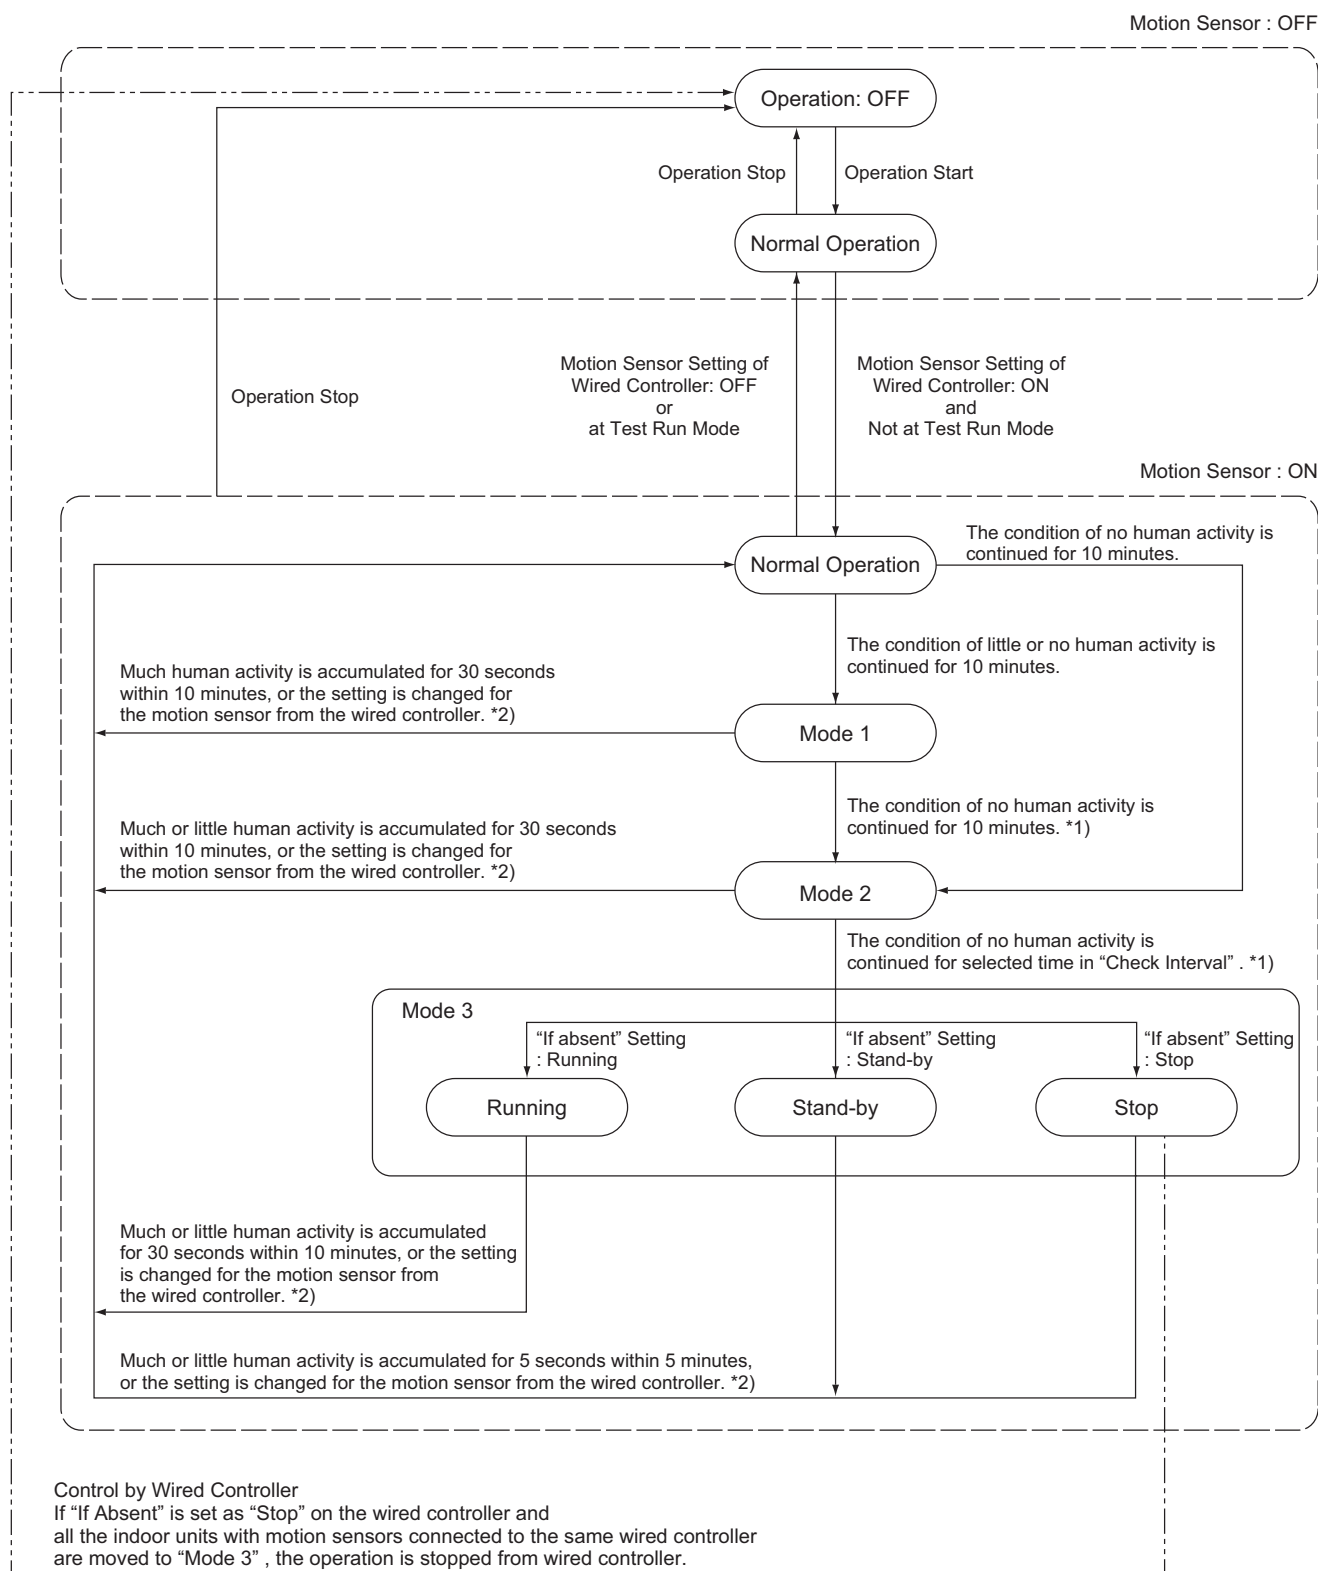 Motion Sensor : OFF
Operation: OFF
Operation Stop
Operation Start
Normal Operation
Operation Stop
Motion Sensor Setting of
Wired Controller: OFF
or
at Test Run Mode
Motion Sensor Setting of
Wired Controller: ON
and
Not at Test Run Mode
Motion Sensor : ON
Normal Operation
The condition of no human activity is
continued for 10 minutes.
The condition of little or no human activity is
continued for 10 minutes.
Much human activity is accumulated for 30 seconds
within 10 minutes, or the setting is changed for
the motion sensor from the wired controller. *2)
Mode 1
The condition of no human activity is
continued for 10 minutes. *1)
Much or little human activity is accumulated for 30 seconds
within 10 minutes, or the setting is changed for
the motion sensor from the wired controller. *2)
Mode 2
The condition of no human activity is
continued for selected time in “Check Interval” . *1)
Mode 3
“If absent” Setting
: Running
“If absent” Setting
: Stand-by
“If absent” Setting
: Stop
Running
Stand-by
Stop
Much or little human activity is accumulated
for 30 seconds within 10 minutes, or the setting
is changed for the motion sensor from
the wired controller. *2)
Much or little human activity is accumulated for 5 seconds within 5 minutes,
or the setting is changed for the motion sensor from the wired controller. *2)
Control by Wired Controller
If “If Absent” is set as “Stop” on the wired controller and
all the indoor units with motion sensors connected to the same wired controller
are moved to “Mode 3” , the operation is stopped from wired controller.